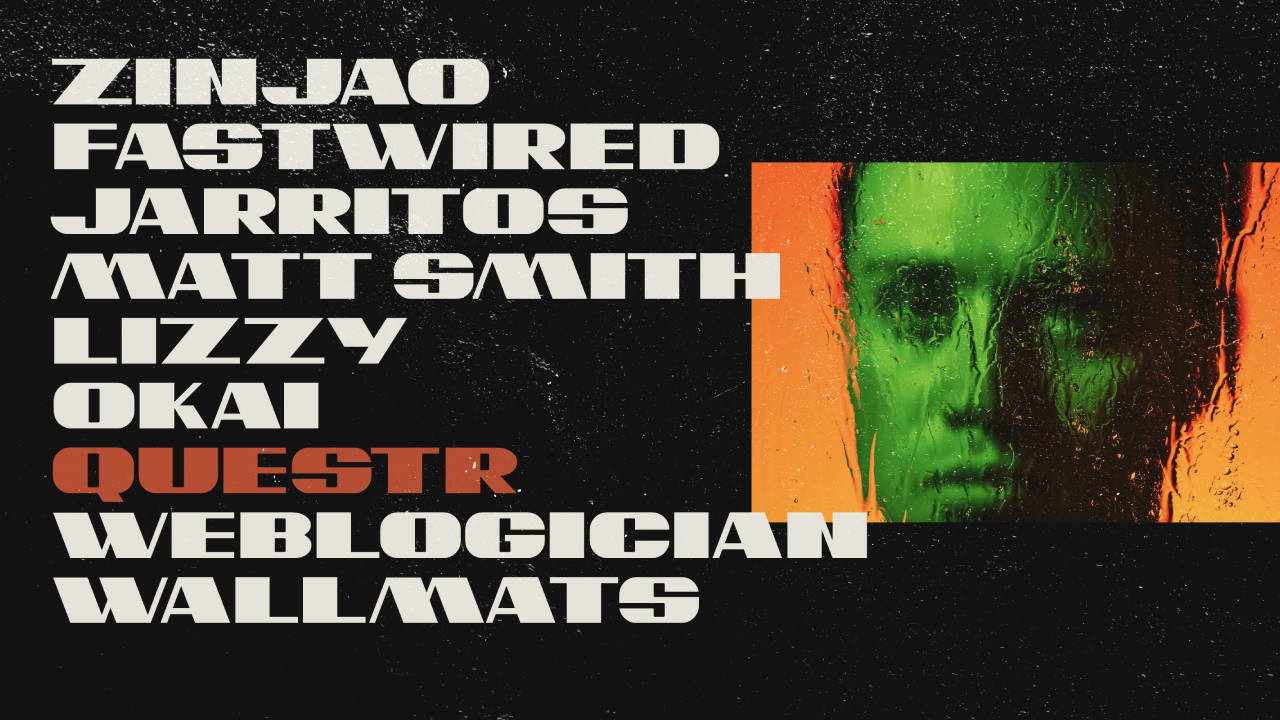 ZINJAO
FASTWIRED
JARRITOS
MATT SMITH
LIZZY
OKAI
QUESTR
WEBLOGICIAN
WALLMATS